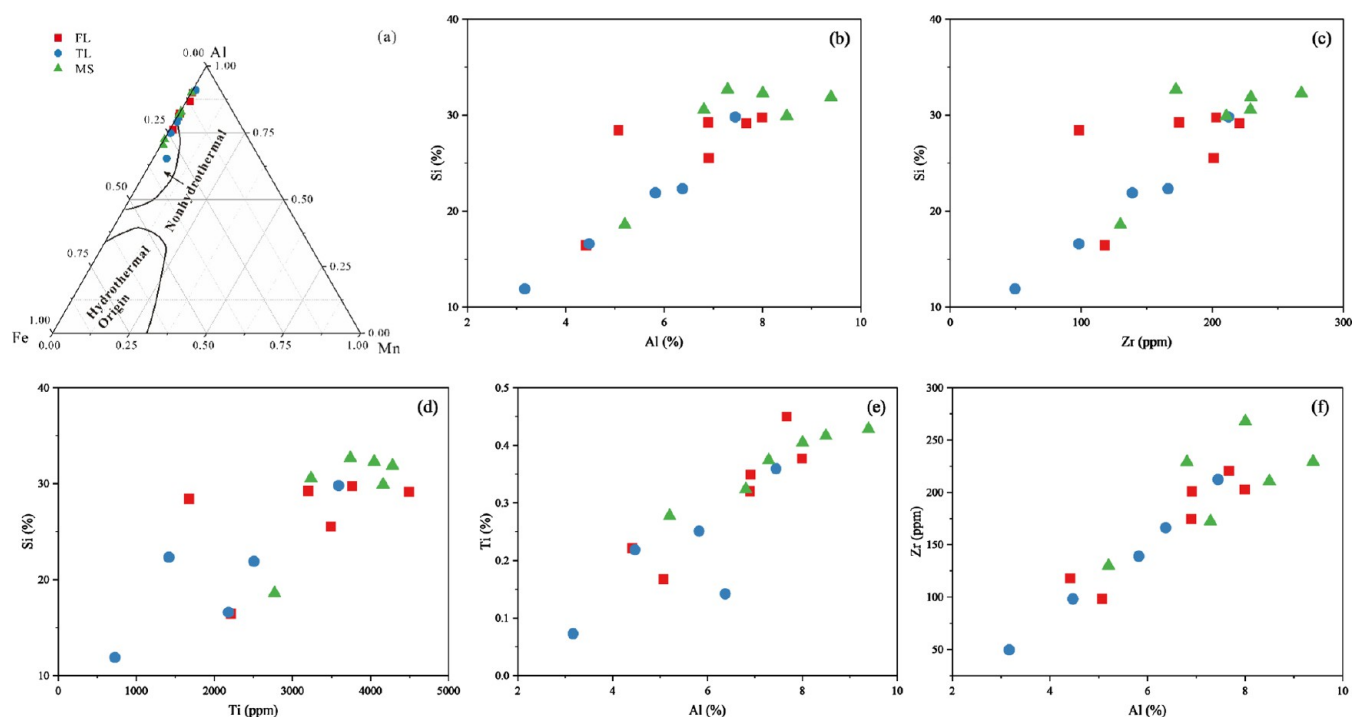 FL
TL
MS
(a)
0.00 Al
1.00
0.25
0.75
0.50
0.50
Nonhydrothermal
0.75
0.25
Hydrothermal
Origin
1.00
0.00
Fe
0.00
0.25
0.50
0.75
1.00
Mn
(b)
40
30
20
10
Si (%)
2
4
6
8
10
Al (%)
(c)
40
30
20
10
Si (%)
0
100
200
300
Zr (ppm)
(d)
40
30
20
10
Si (%)
0
1000
2000
3000
4000
5000
Ti (ppm)
(e)
0.5
0.4
0.3
0.2
0.1
0.0
Ti (%)
2
4
6
8
10
Al (%)
(f)
300
250
200
150
100
50
Zr (ppm)
2
4
6
8
10
Al (%)